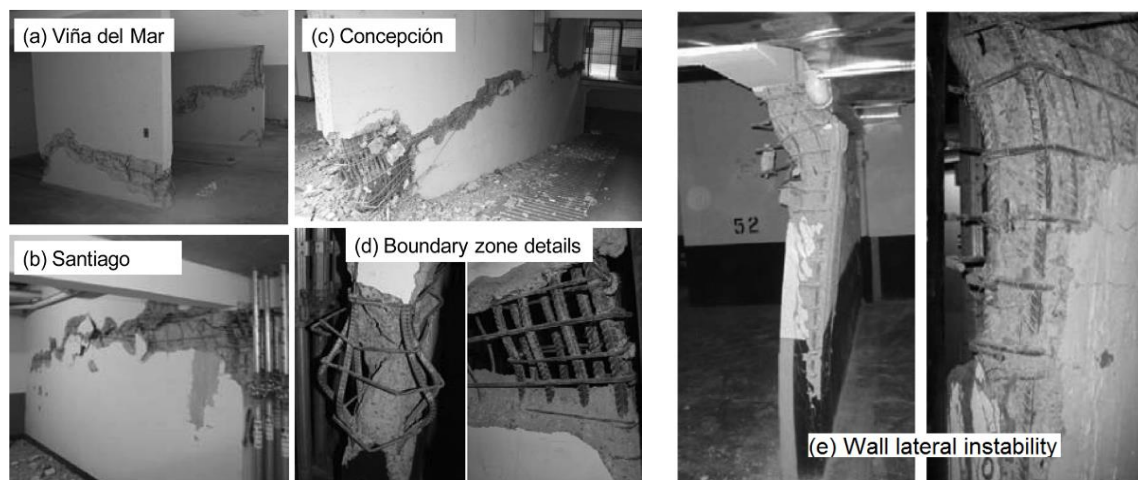 (a) Viña del Mar
(c) Concepción
(b) Santiago
(d) Boundary zone details
52
(e) Wall lateral instability